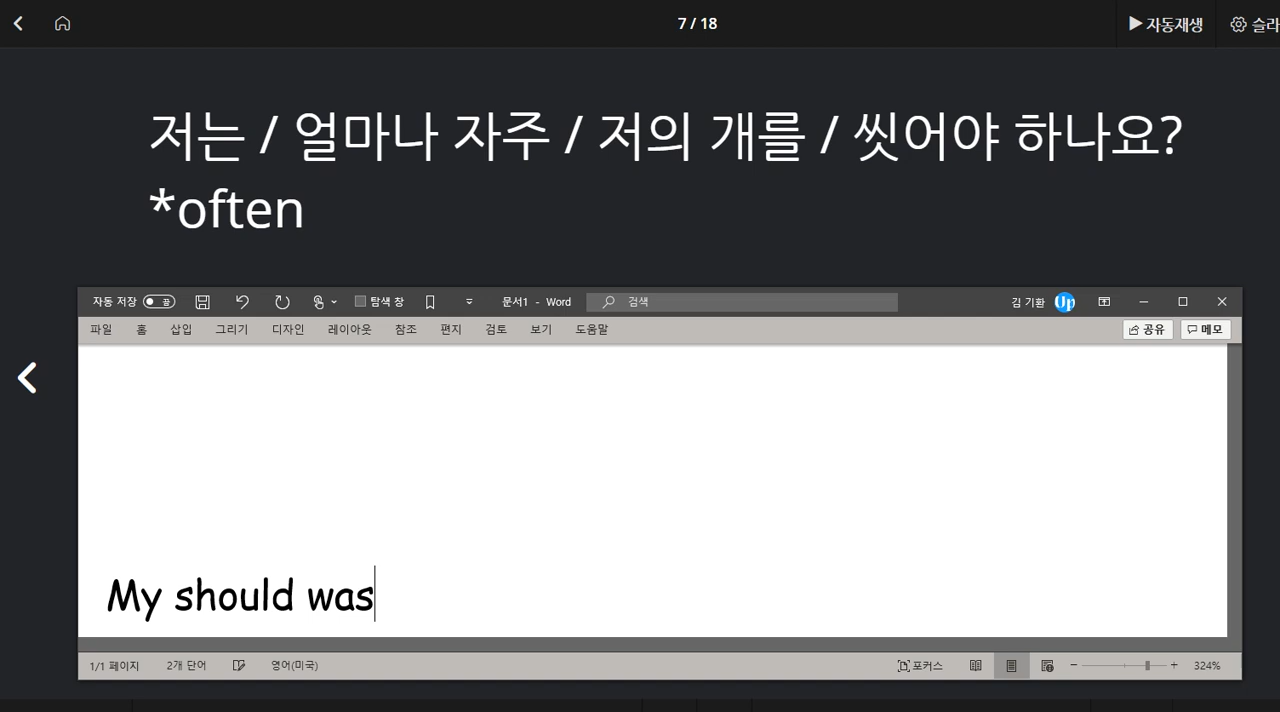 7 / 18
▶ 자동재생
슬라
저는 / 얼마나 자주 / 저의 개를 / 씻어야 하나요?
*often
자동 저장 끔 탐색 창 문서1 - Word 검색 김 기환 Up
파일 홈 삽입 그리기 디자인 레이아웃 참조 편지 검토 보기 도움말 공유 메모
My should was
1/1 페이지 2개 단어 영어(미국) 포커스 324%